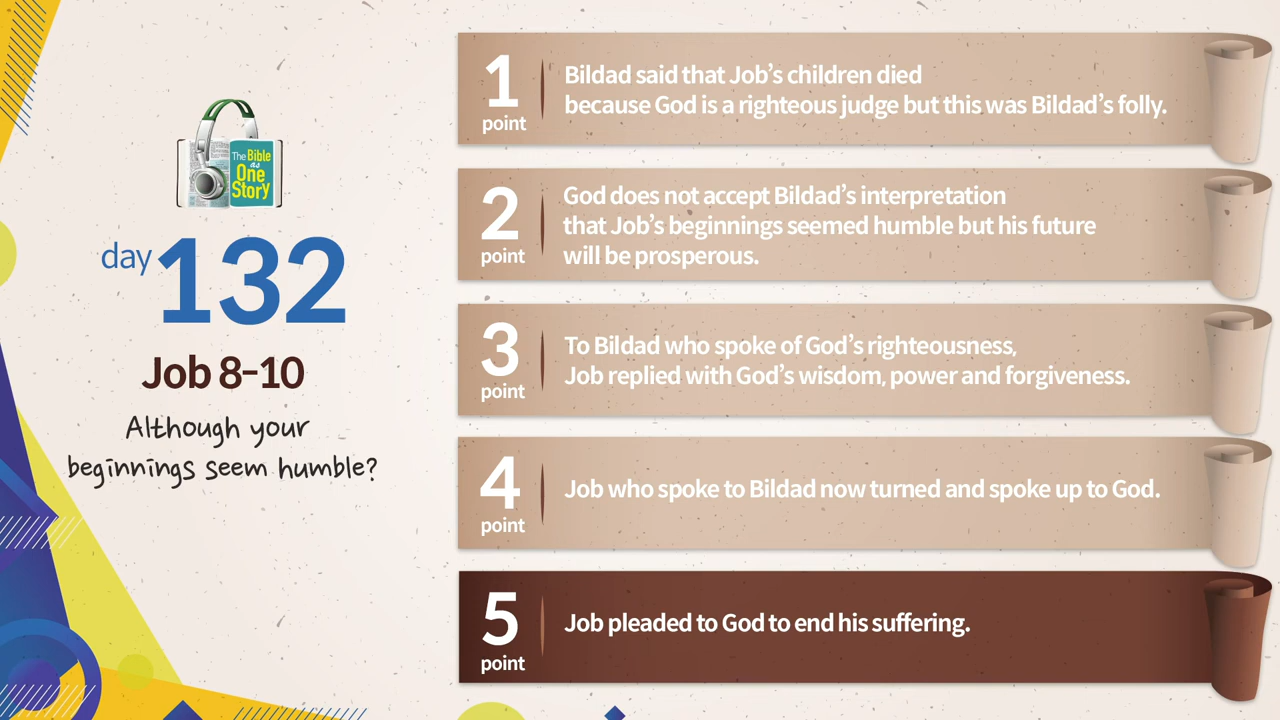 The Bible
as
One
Story
day 132
Job 8-10
Although your
beginnings seem humble?
1
point
Bildad said that Job's children died
because God is a righteous judge but this was Bildad's folly.
2
point
God does not accept Bildad's interpretation
that Job's beginnings seemed humble but his future
will be prosperous.
3
point
To Bildad who spoke of God's righteousness,
Job replied with God's wisdom, power and forgiveness.
4
point
Job who spoke to Bildad now turned and spoke up to God.
5
point
Job pleaded to God to end his suffering.